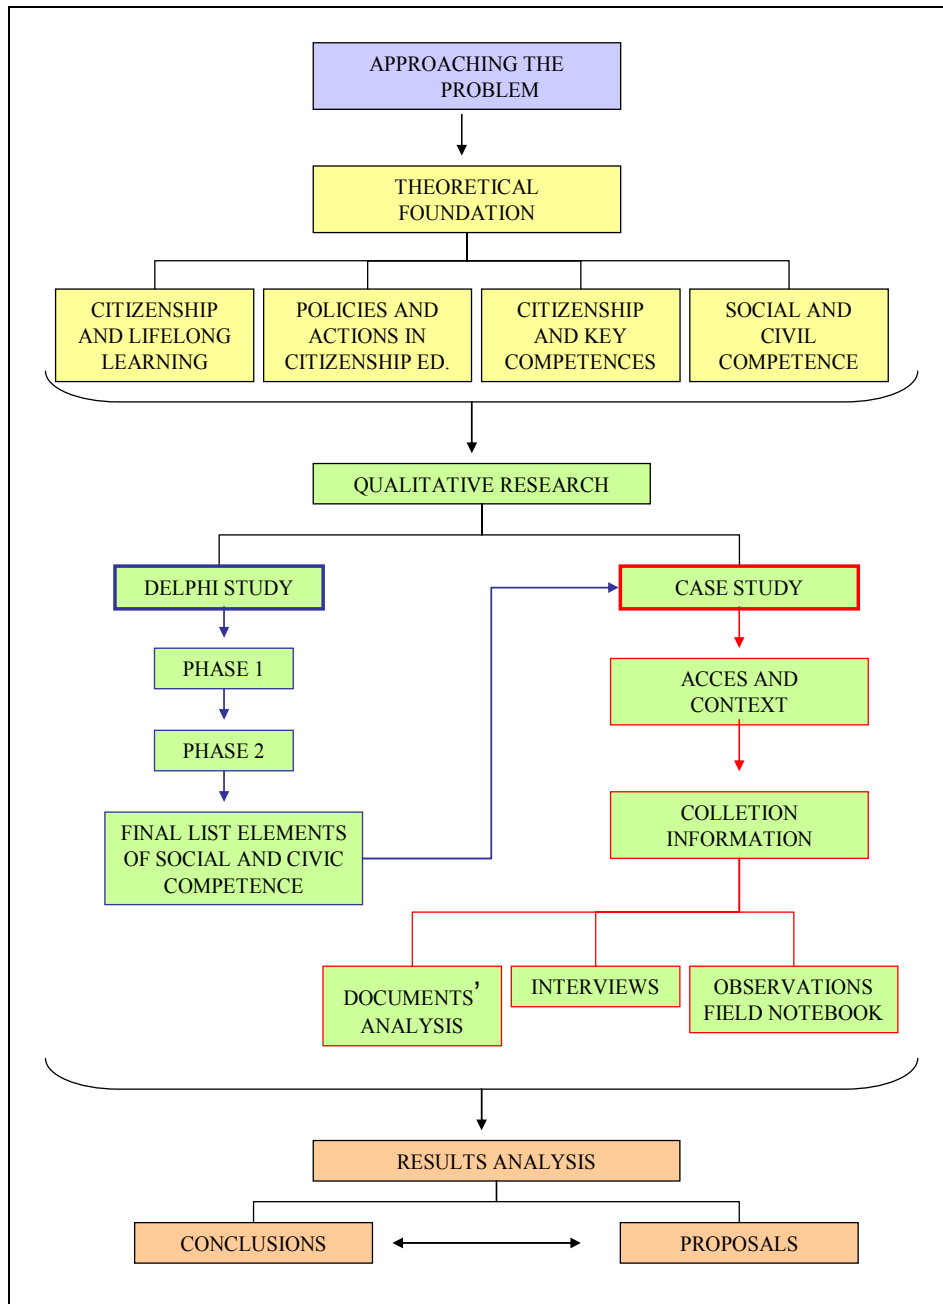 APPROACHING THE
PROBLEM
THEORETICAL
FOUNDATION
CITIZENSHIP
AND LIFELONG
LEARNING
POLICIES AND
ACTIONS IN
CITIZENSHIP ED.
CITIZENSHIP
AND KEY
COMPETENCES
SOCIAL AND
CIVIL
COMPETENCE
QUALITATIVE RESEARCH
DELPHI STUDY
CASE STUDY
PHASE 1
ACCES AND
CONTEXT
PHASE 2
COLLETION
INFORMATION
FINAL LIST ELEMENTS
OF SOCIAL AND CIVIC
COMPETENCE
DOCUMENTS’
ANALYSIS
INTERVIEWS
OBSERVATIONS
FIELD NOTEBOOK
RESULTS ANALYSIS
CONCLUSIONS
PROPOSALS